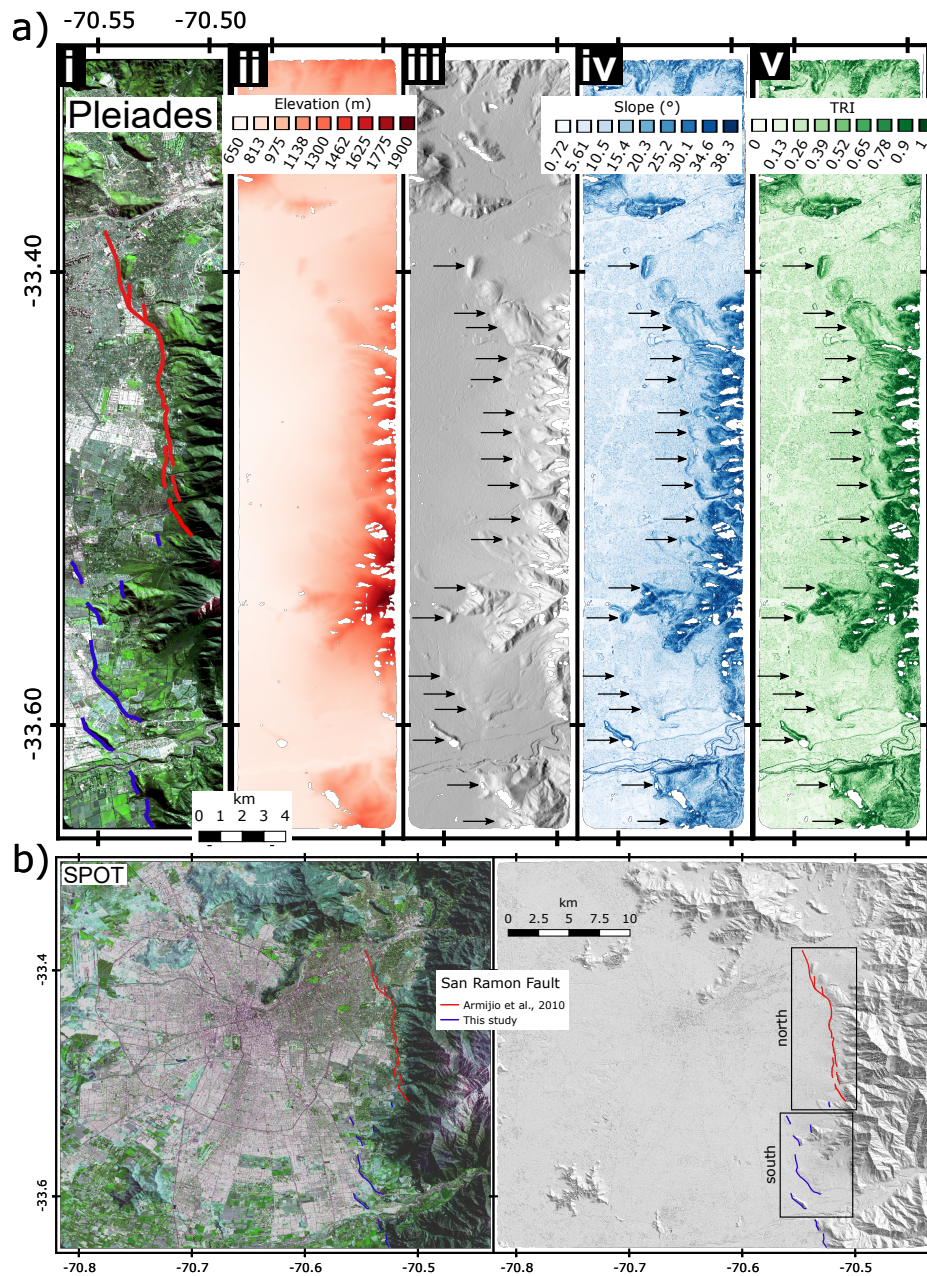 a)
-70.55 -70.50
i ii iii iv v
Pleiades
Elevation (m)
650 813 975 1138 1300 1462 1625 1775 1900
Slope (°)
0.72 5.61 10.5 15.4 20.3 25.2 30.1 34.6 38.3
TRI
0 0.13 0.26 0.39 0.52 0.65 0.78 0.9 1
-33.40
-33.60
km
0 1 2 3 4
b)
SPOT
km
0 2.5 5 7.5 10
-33.4
San Ramon Fault
Armijio et al., 2010
This study
north
south
-33.6
-70.8 -70.7 -70.6 -70.5 -70.8 -70.7 -70.6 -70.5